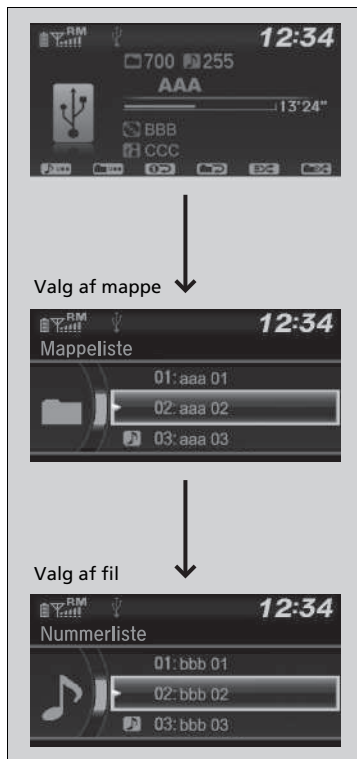 RM 12:34
700 255
AAA
13'24"
BBB
CCC
Valg af mappe
RM 12:34
Mappeliste
01: aaa 01
02: aaa 02
03: aaa 03
Valg af fil
RM 12:34
Nummerliste
01: bbb 01
02: bbb 02
03: bbb 03